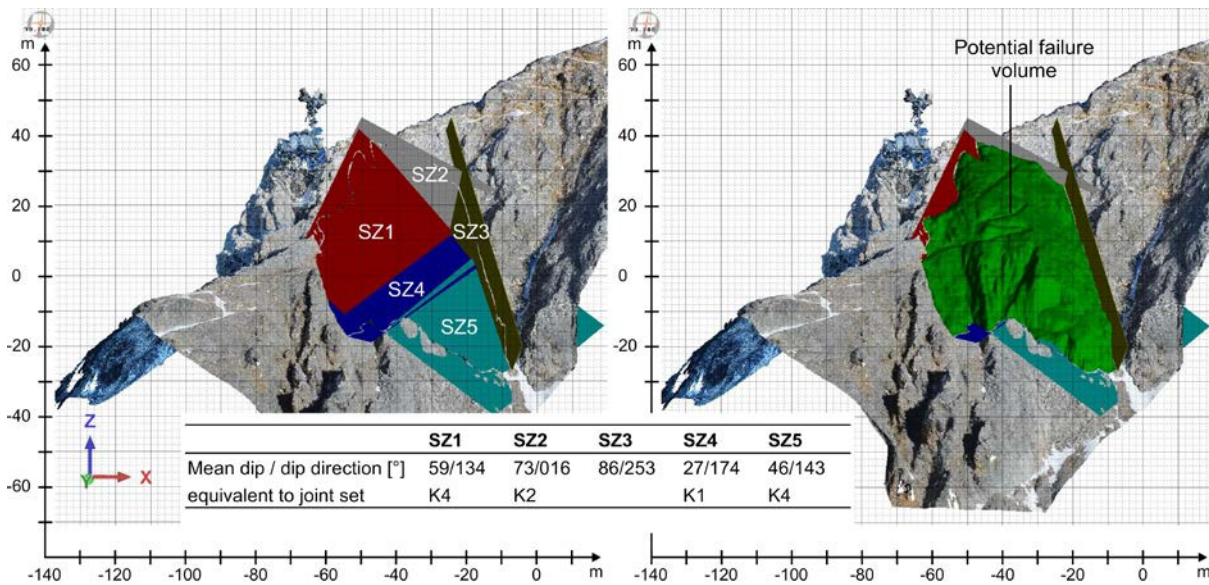 m
60
40
20
0
-20
-40
-60
SZ2
SZ1
SZ3
SZ4
SZ5
Z
Y
X
-140 -120 -100 -80 -60 -40 -20 0
m
Potential failure
volume
m
60
40
20
0
-20
-40
-60
-140 -120 -100 -80 -60 -40 -20 0
m
SZ1 SZ2 SZ3 SZ4 SZ5
Mean dip / dip direction [°] 59/134 73/016 86/253 27/174 46/143
equivalent to joint set K4 K2 K1 K4